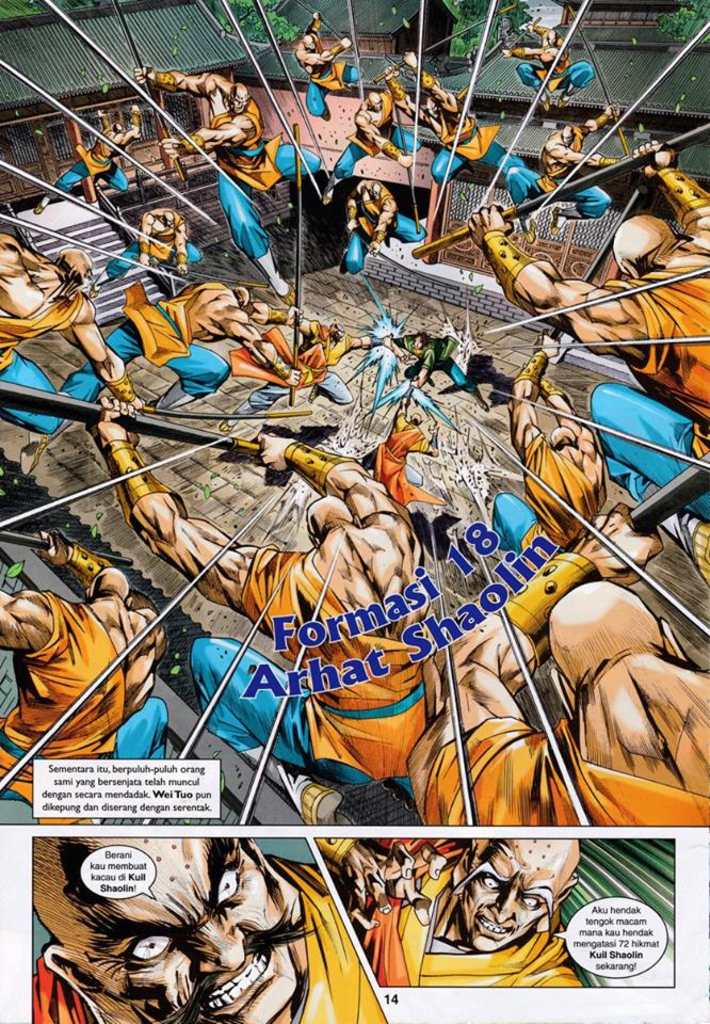 Formasi 18
Arhat Shaolin
Sementara itu, berpuluh-puluh orang
sami yang bersenjata telah muncul
dengan secara mendadak. Wei Tuo pun
dikepung dan diserang dengan serentak.
Berani
kau membuat
kacau di Kuil
Shaolin!
Aku hendak
tengok macam
mana kau hendak
mengatasi 72 hikmat
Kuil Shaolin
sekarang!
14